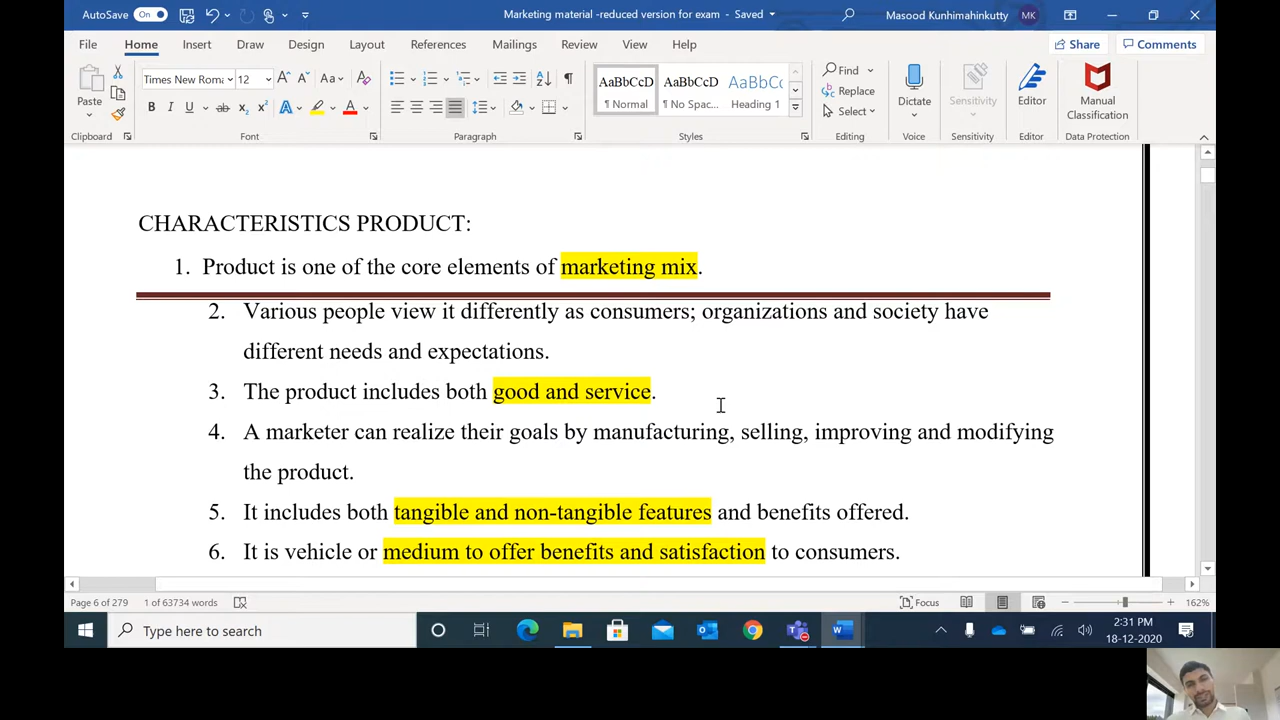 AutoSave On
Marketing material -reduced version for exam - Saved
Masood Kunhimahinkutty MK
File Home Insert Draw Design Layout References Mailings Review View Help Share Comments
Times New Roma 12
Paste
Clipboard
Font
Paragraph
AaBbCcD
¶ Normal
AaBbCcD
¶ No Spac...
AaBbCc
Heading 1
Styles
Find
Replace
Select
Editing
Dictate
Voice
Sensitivity
Sensitivity
Editor
Editor
Manual
Classification
Data Protection
CHARACTERISTICS PRODUCT:
1. Product is one of the core elements of marketing mix.
2. Various people view it differently as consumers; organizations and society have
different needs and expectations.
3. The product includes both good and service.
4. A marketer can realize their goals by manufacturing, selling, improving and modifying
the product.
5. It includes both tangible and non-tangible features and benefits offered.
6. It is vehicle or medium to offer benefits and satisfaction to consumers.
Page 6 of 279 1 of 63734 words Focus 162%
Type here to search
2:31 PM
18-12-2020